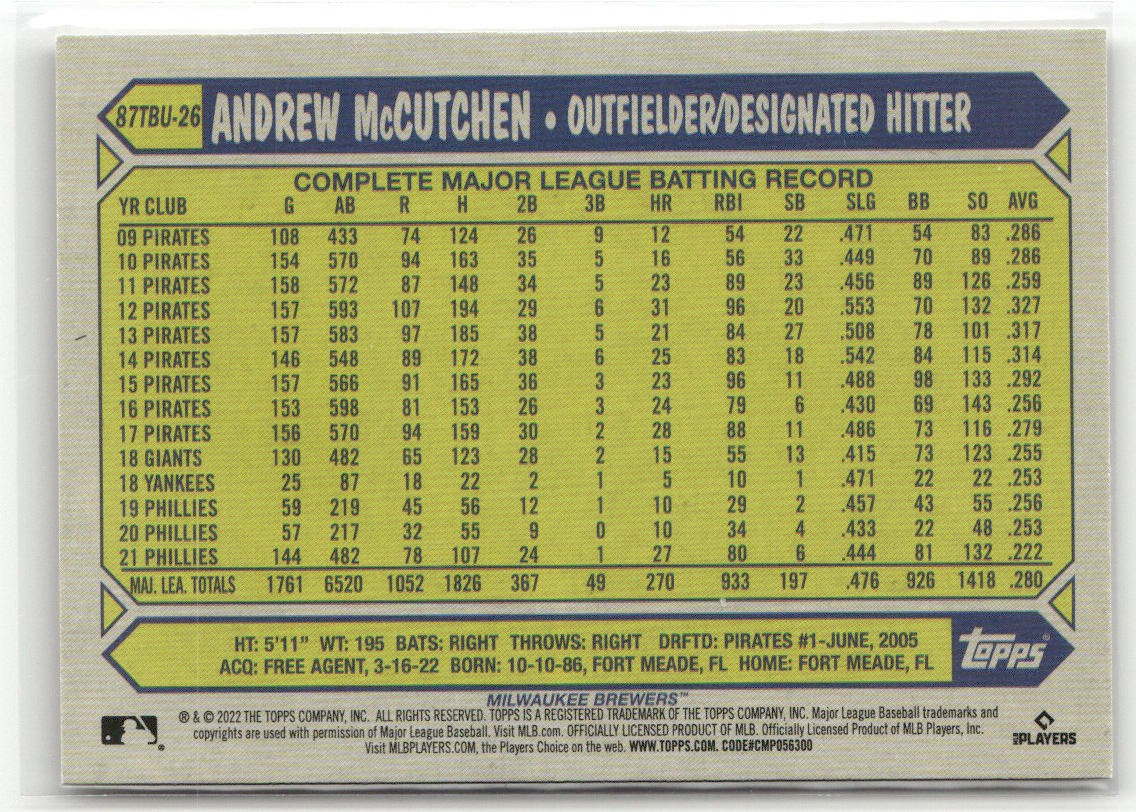 87TBU-26 ANDREW McCUTCHEN • OUTFIELDER/DESIGNATED HITTER
COMPLETE MAJOR LEAGUE BATTING RECORD
YR CLUB G AB R H 2B 3B HR RBI SB SLG BB SO AVG
09 PIRATES 108 433 74 124 26 9 12 54 22 .471 54 83 .286
10 PIRATES 154 570 94 163 35 5 16 56 33 .449 70 89 .286
11 PIRATES 158 572 87 148 34 5 23 89 23 .456 89 126 .259
12 PIRATES 157 593 107 194 29 6 31 96 20 .553 70 132 .327
13 PIRATES 157 583 97 185 38 5 21 84 27 .508 78 101 .317
14 PIRATES 146 548 89 172 38 6 25 83 18 .542 84 115 .314
15 PIRATES 157 566 91 165 36 3 23 96 11 .488 98 133 .292
16 PIRATES 153 598 81 153 26 3 24 79 6 .430 69 143 .256
17 PIRATES 156 570 94 159 30 2 28 88 11 .486 73 116 .279
18 GIANTS 130 482 65 123 28 2 15 55 13 .415 73 123 .255
18 YANKEES 25 87 18 22 2 1 5 10 1 .471 22 22 .253
19 PHILLIES 59 219 45 56 12 1 10 29 2 .457 43 55 .256
20 PHILLIES 57 217 32 55 9 0 10 34 4 .433 22 48 .253
21 PHILLIES 144 482 78 107 24 1 27 80 6 .444 81 132 .222
MAJ. LEA. TOTALS 1761 6520 1052 1826 367 49 270 933 197 .476 926 1418 .280
HT: 5'11" WT: 195 BATS: RIGHT THROWS: RIGHT DRFTD: PIRATES #1-JUNE, 2005
ACQ: FREE AGENT, 3-16-22 BORN: 10-10-86, FORT MEADE, FL HOME: FORT MEADE, FL
topps®
MILWAUKEE BREWERS™
® & © 2022 THE TOPPS COMPANY, INC. ALL RIGHTS RESERVED. TOPPS IS A REGISTERED TRADEMARK OF THE TOPPS COMPANY, INC. Major League Baseball trademarks and
copyrights are used with permission of Major League Baseball. Visit MLB.com. OFFICIALLY LICENSED PRODUCT OF MLB. Officially Licensed Product of MLB Players, Inc.
Visit MLBPLAYERS.COM, the Players Choice on the web. WWW.TOPPS.COM. CODE#CMP056300
MLB PLAYERS